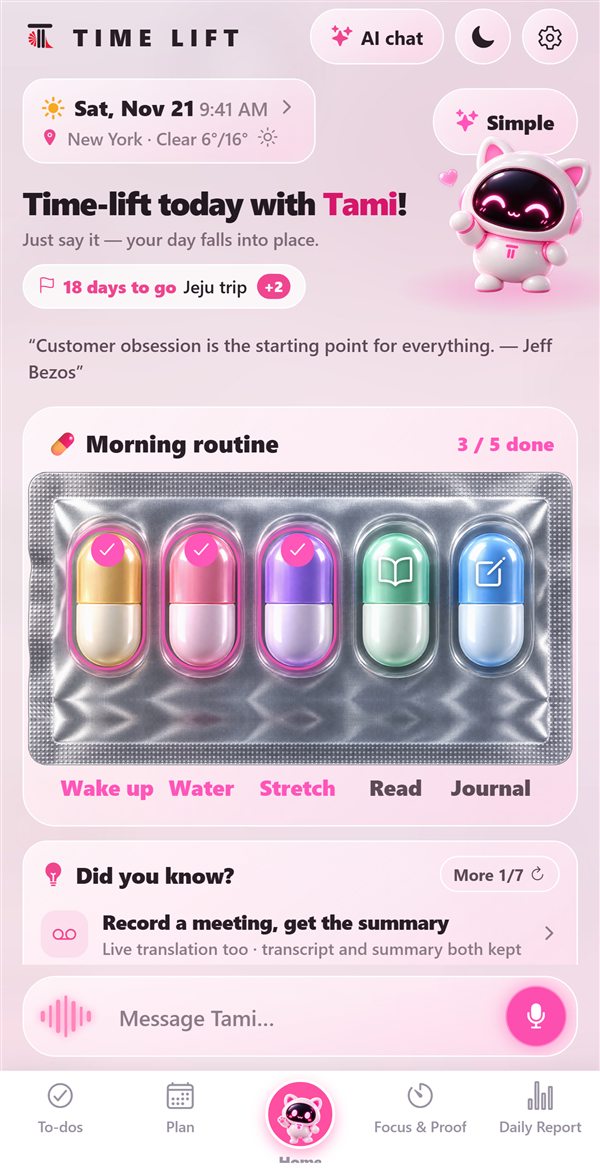 TIME LIFT
AI chat
Sat, Nov 21 9:41 AM
New York · Clear 6°/16°
Simple
Time-lift today with Tami!
Just say it — your day falls into place.
18 days to go Jeju trip +2
“Customer obsession is the starting point for everything. — Jeff
Bezos”
Morning routine
3 / 5 done
Wake up Water Stretch Read Journal
Did you know?
More 1/7
Record a meeting, get the summary
Live translation too · transcript and summary both kept
Message Tami...
To-dos Plan Home Focus & Proof Daily Report